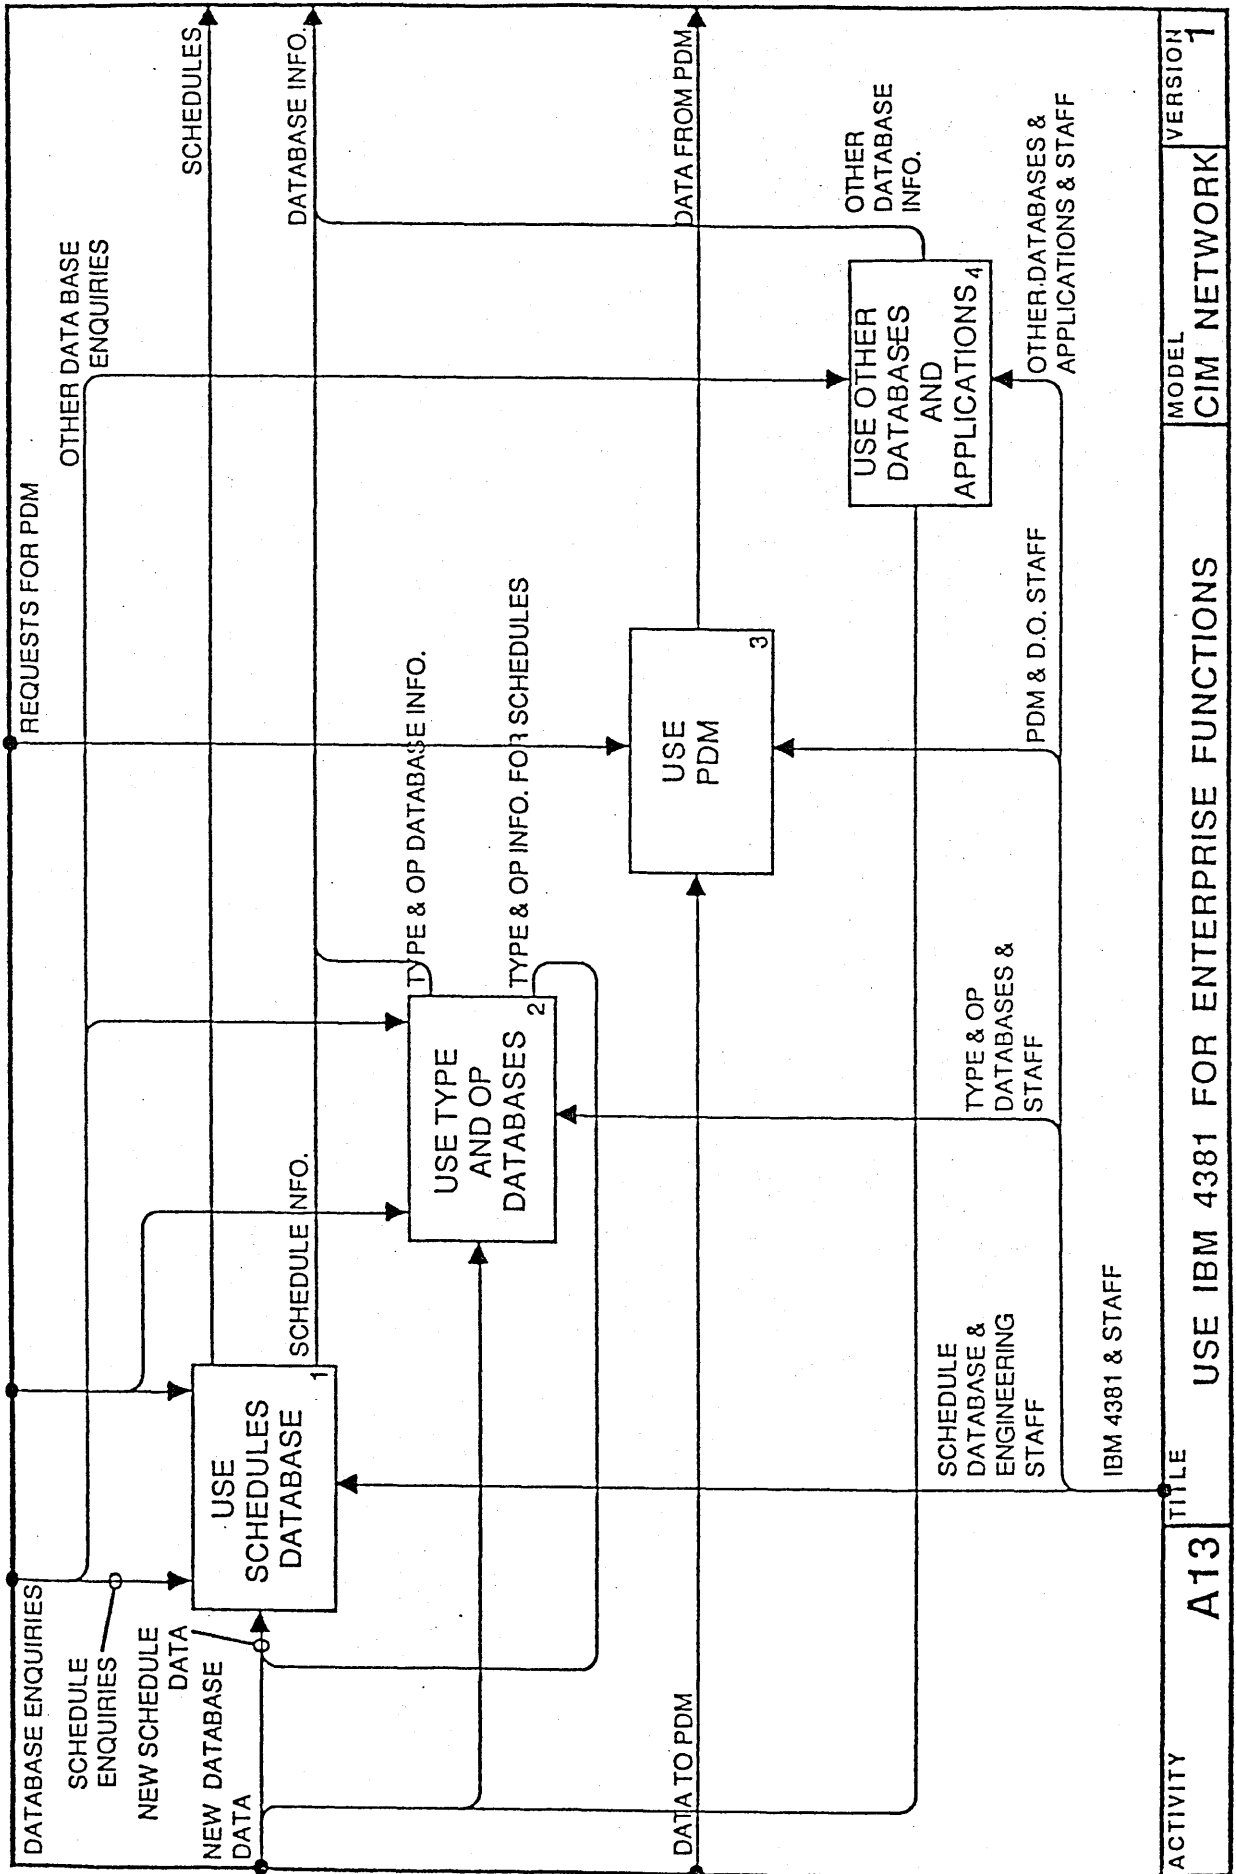 DATABASE ENQUIRIES
REQUESTS FOR PDM
SCHEDULE
ENQUIRIES
OTHER DATA BASE
ENQUIRIES
NEW SCHEDULE
DATA
NEW DATABASE
DATA
SCHEDULES
USE
SCHEDULES
DATABASE
1
SCHEDULE INFO.
DATABASE INFO.
USE TYPE
AND OP
DATABASES
2
TYPE & OP DATABASE INFO.
TYPE & OP INFO. FOR SCHEDULES
DATA TO PDM
USE
PDM
3
DATA FROM PDM
USE OTHER
DATABASES
AND
APPLICATIONS
4
OTHER
DATABASE
INFO.
SCHEDULE
DATABASE &
ENGINEERING
STAFF
TYPE & OP
DATABASES &
STAFF
PDM & D.O. STAFF
OTHER DATABASES &
APPLICATIONS & STAFF
IBM 4381 & STAFF
ACTIVITY
A13
TITLE
USE IBM 4381 FOR ENTERPRISE FUNCTIONS
MODEL
CIM NETWORK
VERSION
1